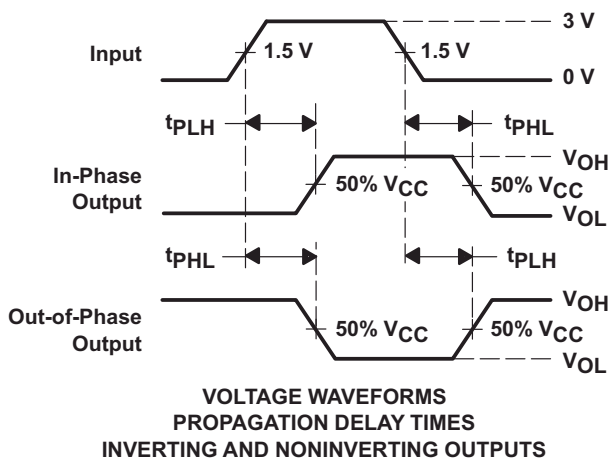 3 V
Input
1.5 V
1.5 V
0 V
tPLH
tPHL
In-Phase
Output
VOH
50% VCC
50% VCC
VOL
tPHL
tPLH
Out-of-Phase
Output
VOH
50% VCC
50% VCC
VOL
VOLTAGE WAVEFORMS
PROPAGATION DELAY TIMES
INVERTING AND NONINVERTING OUTPUTS